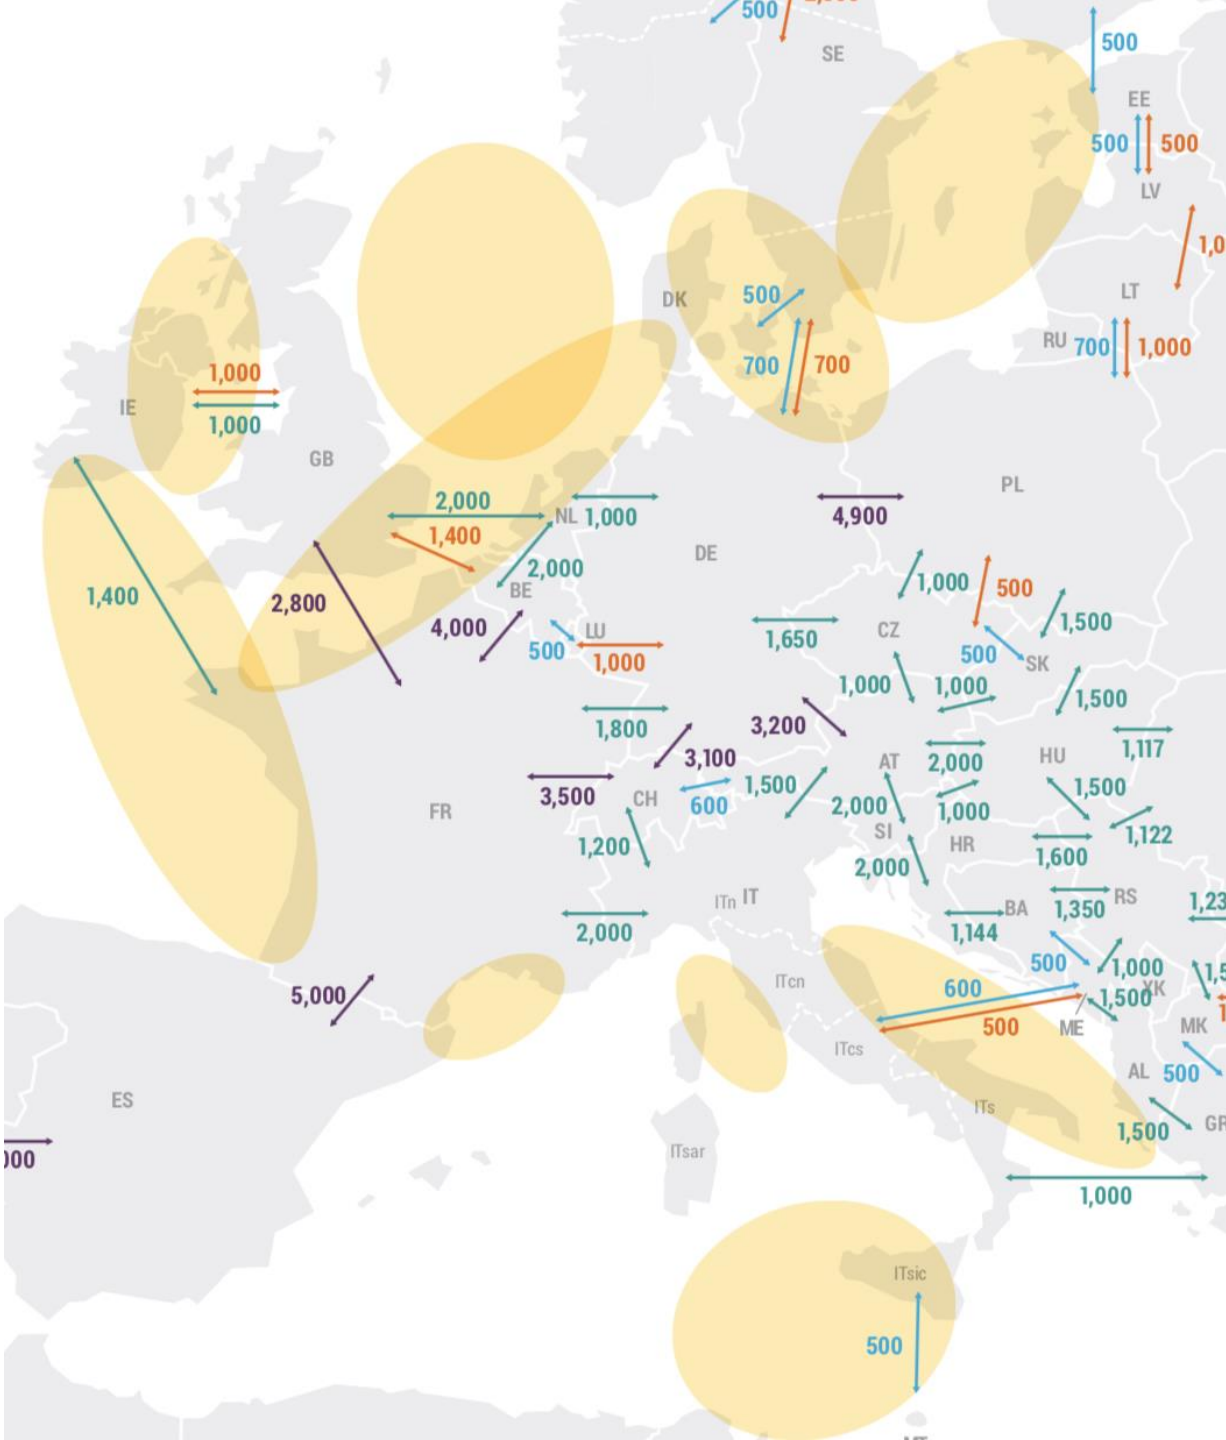 500
SE
500
EE
500
500
LV
DK
500
LT
RU
700
1,000
700
700
1,000
IE
1,000
GB
PL
2,000
NL
1,000
4,900
1,400
DE
2,000
1,000
500
BE
1,400
2,800
4,000
LU
500
1,000
1,650
CZ
1,500
500
SK
1,000
1,000
1,500
1,800
3,200
3,100
2,000
1,117
AT
HU
3,500
CH
600
1,500
2,000
1,000
1,500
FR
1,200
SI
HR
1,122
2,000
1,600
ITn
IT
BA
1,350
RS
2,000
1,144
500
1,000
5,000
ITcn
600
XK
1,500
500
ME
MK
ITcs
AL
500
ES
ITs
1,500
ITsar
1,000
ITsic
500